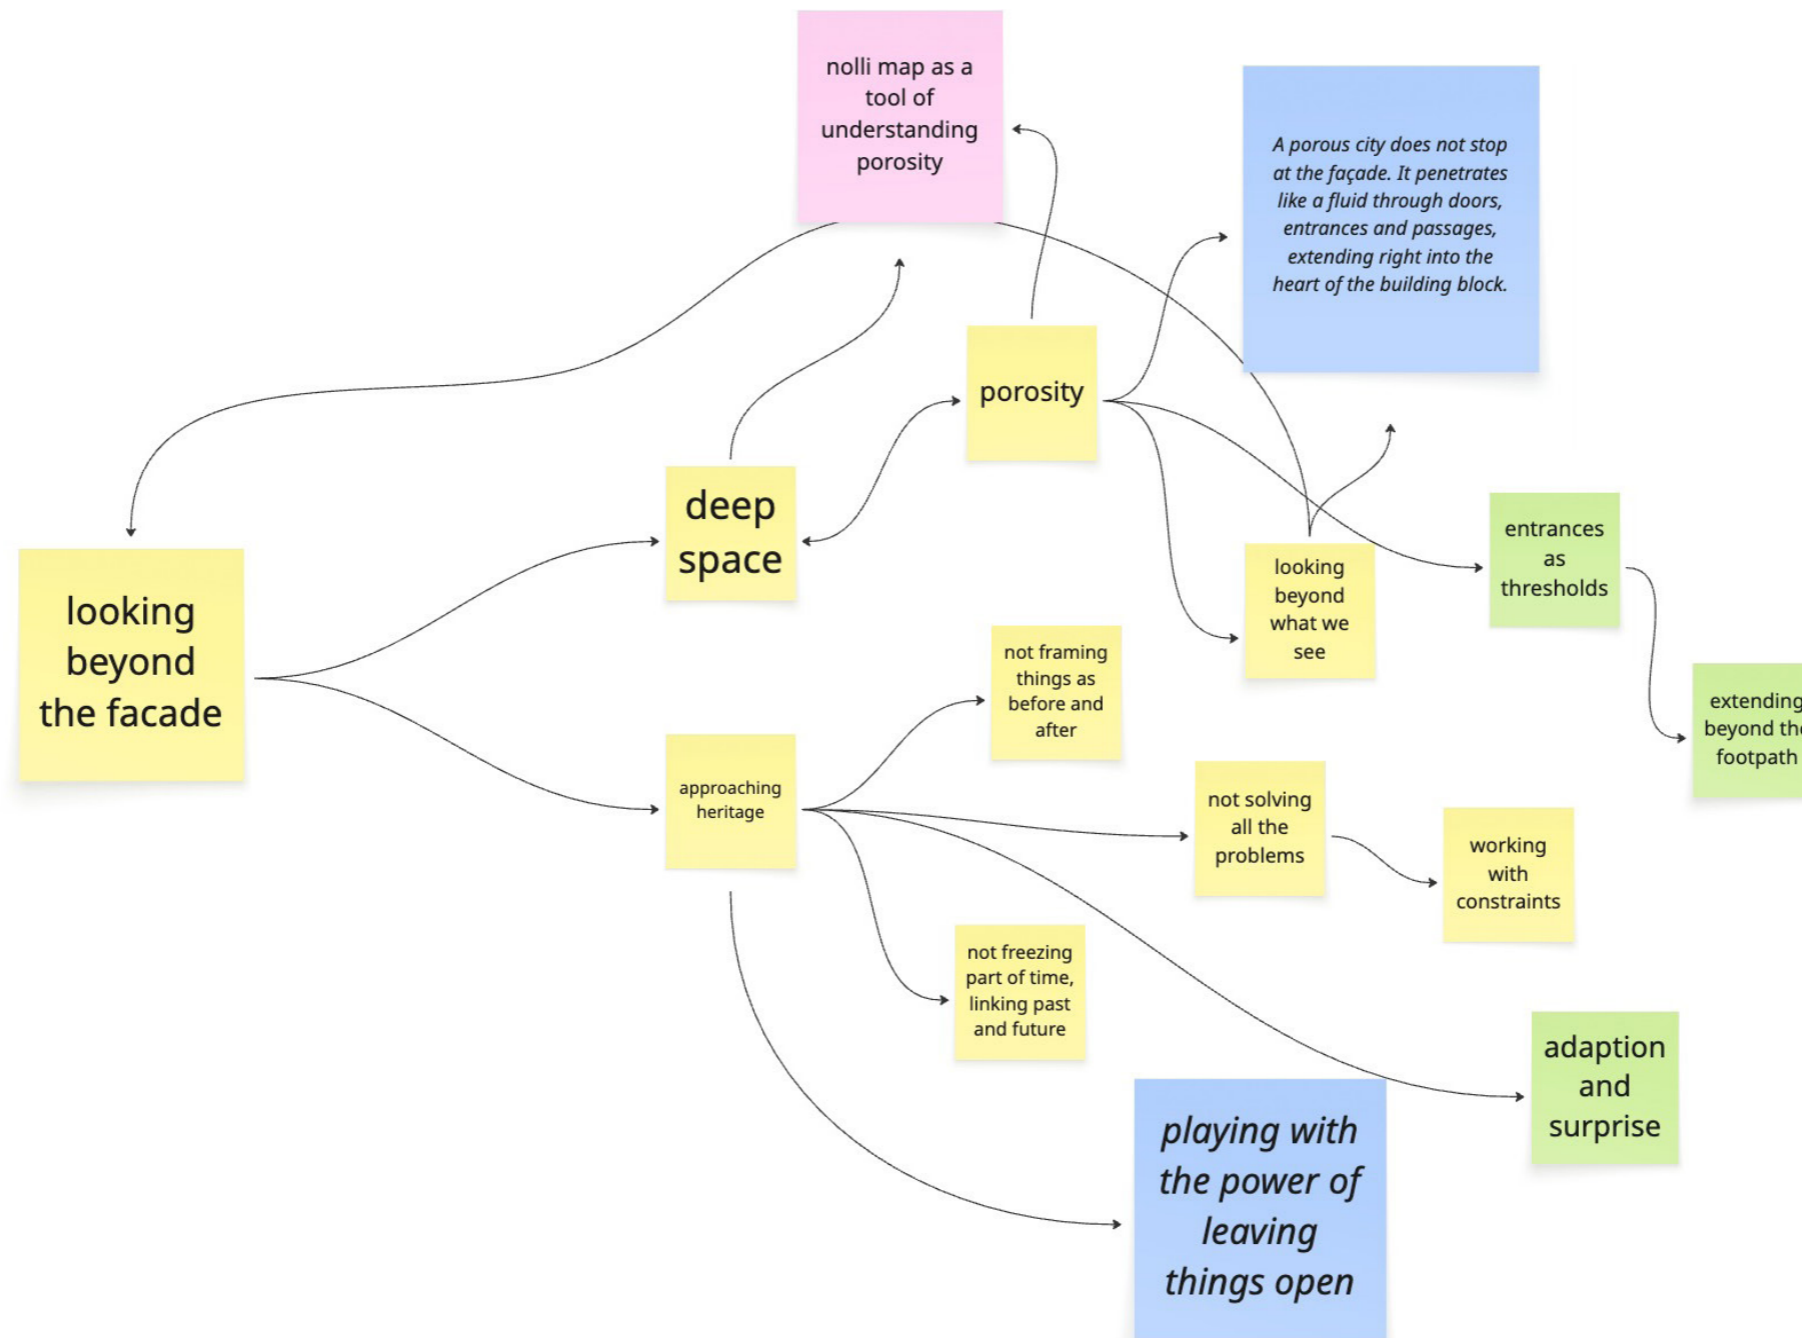 nolli map as a
tool of
understanding
porosity
A porous city does not stop
at the façade. It penetrates
like a fluid through doors,
entrances and passages,
extending right into the
heart of the building block.
porosity
deep
space
entrances
as
thresholds
looking
beyond
the facade
looking
beyond
what we
see
not framing
things as
before and
after
extending
beyond the
footpath
approaching
heritage
not solving
all the
problems
working
with
constraints
not freezing
part of time,
linking past
and future
adaption
and
surprise
playing with
the power of
leaving
things open